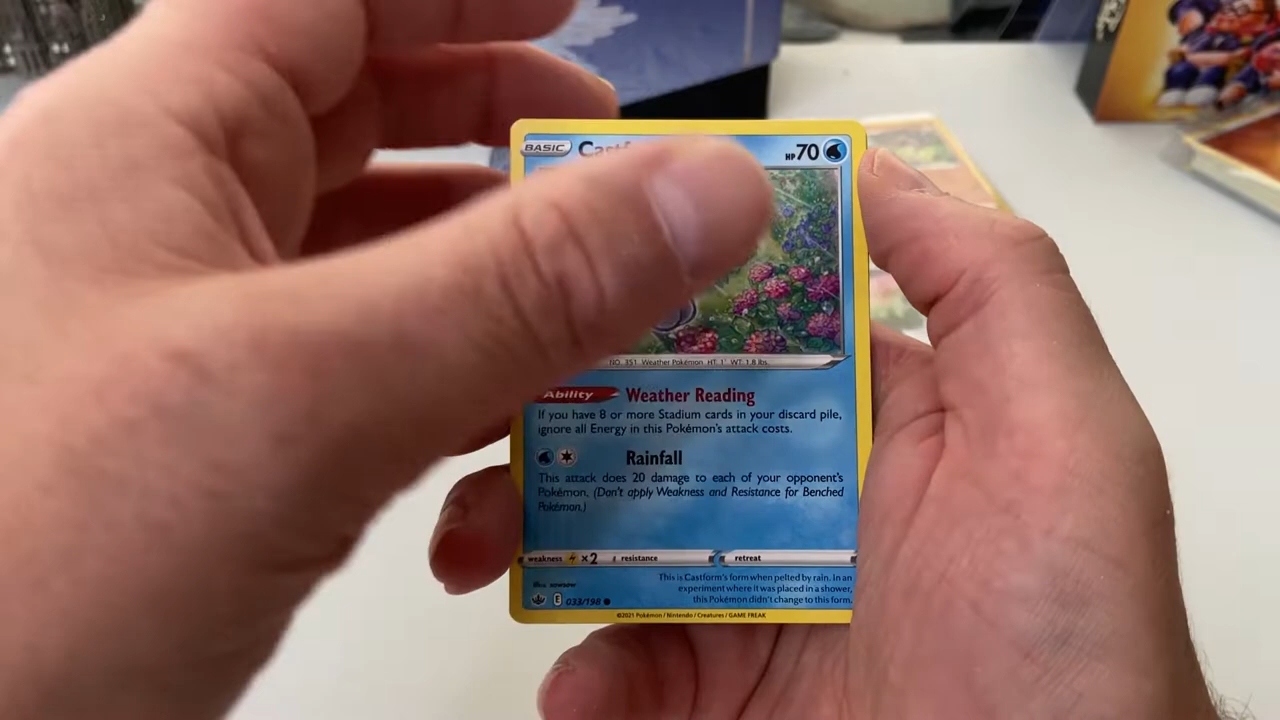 BASIC
HP70
NO. 351 Weather Pokémon HT: 1' WT: 1.8 lbs.
Ability Weather Reading
If you have 8 or more Stadium cards in your discard pile,
ignore all Energy in this Pokémon's attack costs.
Rainfall
This attack does 20 damage to each of your opponent's
Pokémon. (Don't apply Weakness and Resistance for Benched
Pokémon.)
weakness ×2 resistance retreat
This is Castform's form when pelted by rain. In an
experiment where it was placed in a shower,
this Pokémon didn't change to this form.
Illus.
E 033/198
©2021 Pokémon / Nintendo / Creatures / GAME FREAK